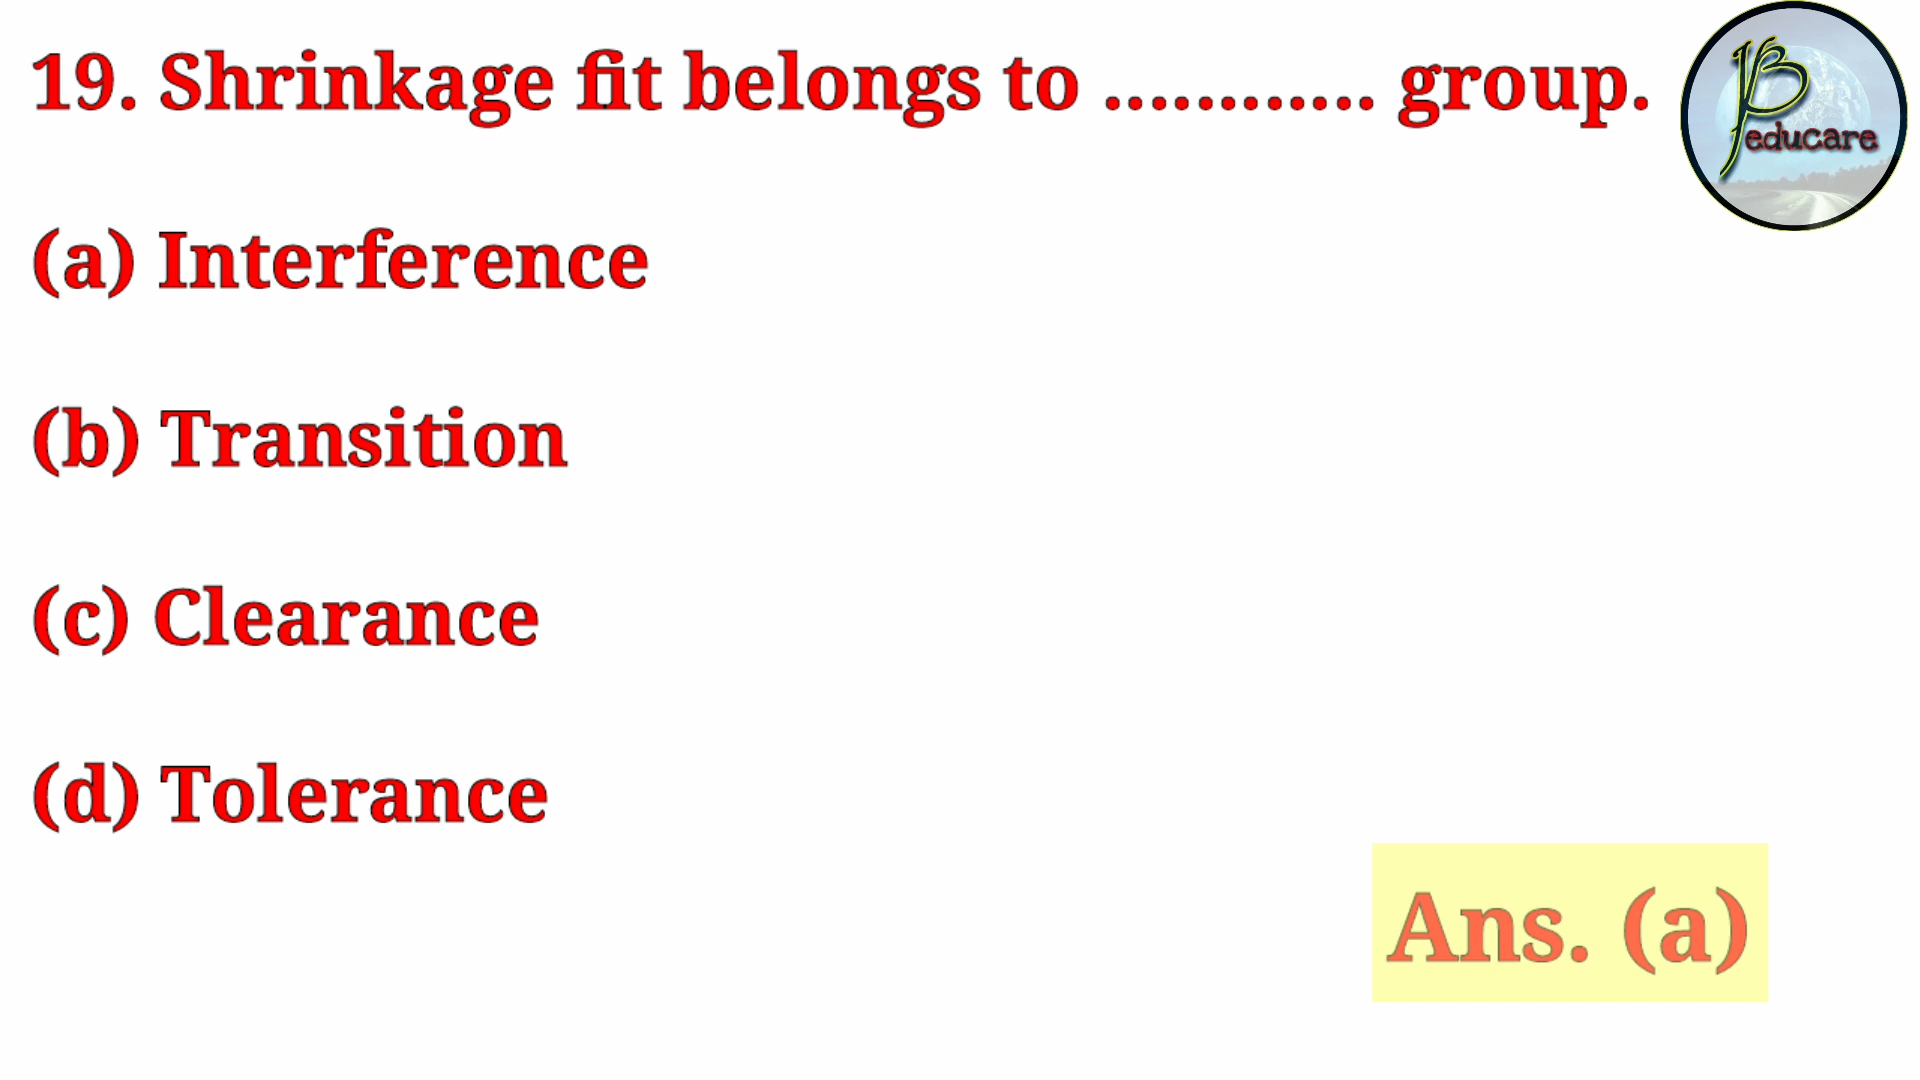 19. Shrinkage fit belongs to ............ group.
(a) Interference
(b) Transition
(c) Clearance
(d) Tolerance
Ans. (a)
educare